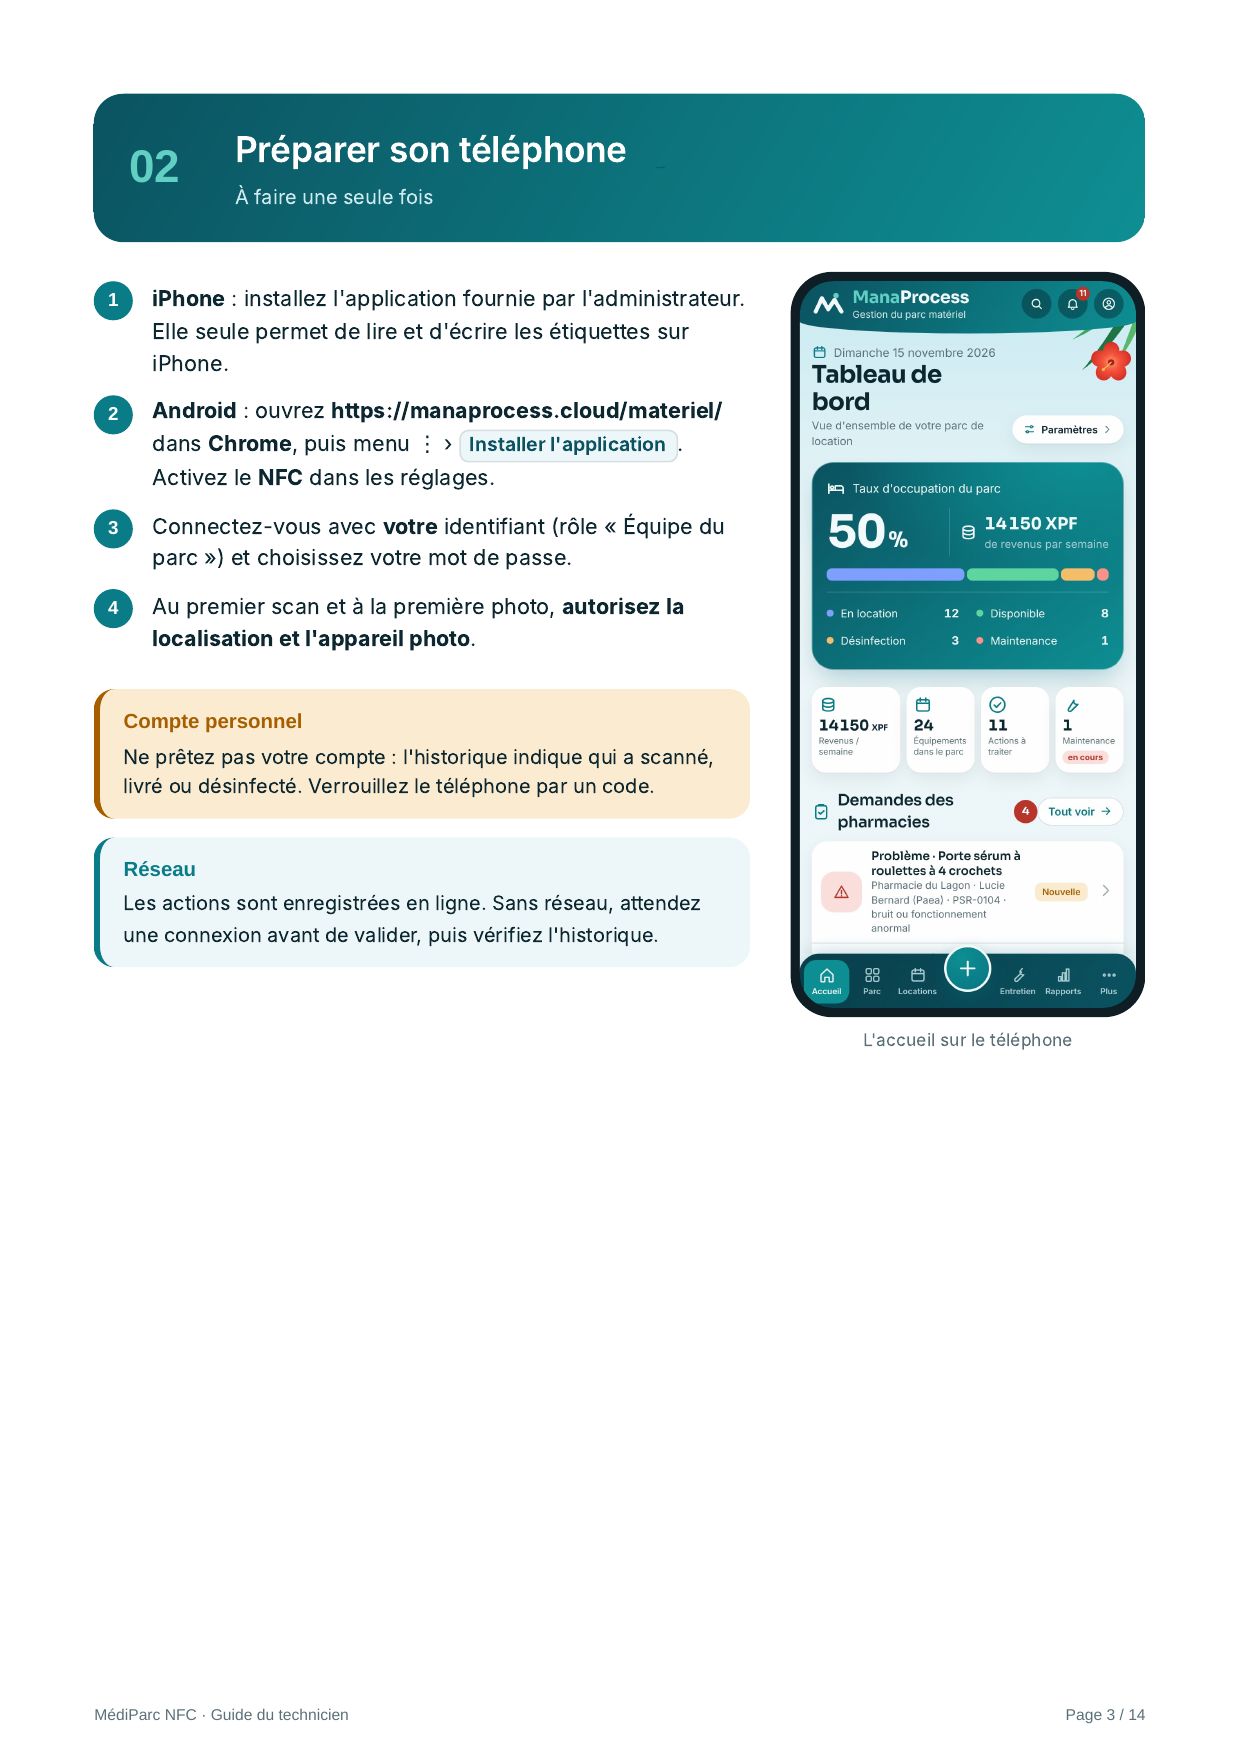 02
Préparer son téléphone
À faire une seule fois
1
iPhone : installez l'application fournie par l'administrateur.
Elle seule permet de lire et d'écrire les étiquettes sur
iPhone.
2
Android : ouvrez https://manaprocess.cloud/materiel/
dans Chrome, puis menu ⋮ › Installer l'application.
Activez le NFC dans les réglages.
3
Connectez-vous avec votre identifiant (rôle « Équipe du
parc ») et choisissez votre mot de passe.
4
Au premier scan et à la première photo, autorisez la
localisation et l'appareil photo.
Compte personnel
Ne prêtez pas votre compte : l'historique indique qui a scanné,
livré ou désinfecté. Verrouillez le téléphone par un code.
Réseau
Les actions sont enregistrées en ligne. Sans réseau, attendez
une connexion avant de valider, puis vérifiez l'historique.
ManaProcess
Gestion du parc matériel
11
Dimanche 15 novembre 2026
Tableau de
bord
Vue d'ensemble de votre parc de
location
Paramètres
Taux d'occupation du parc
50%
14 150 XPF
de revenus par semaine
En location 12
Disponible 8
Désinfection 3
Maintenance 1
14 150 XPF
Revenus /
semaine
24
Équipements
dans le parc
11
Actions à
traiter
1
Maintenance
en cours
Demandes des
pharmacies
4
Tout voir →
Problème · Porte sérum à
roulettes à 4 crochets
Pharmacie du Lagon · Lucie
Bernard (Paea) · PSR-0104 ·
bruit ou fonctionnement
anormal
Nouvelle
Accueil
Parc
Locations
Entretien
Rapports
Plus
L'accueil sur le téléphone
MédiParc NFC · Guide du technicien
Page 3 / 14